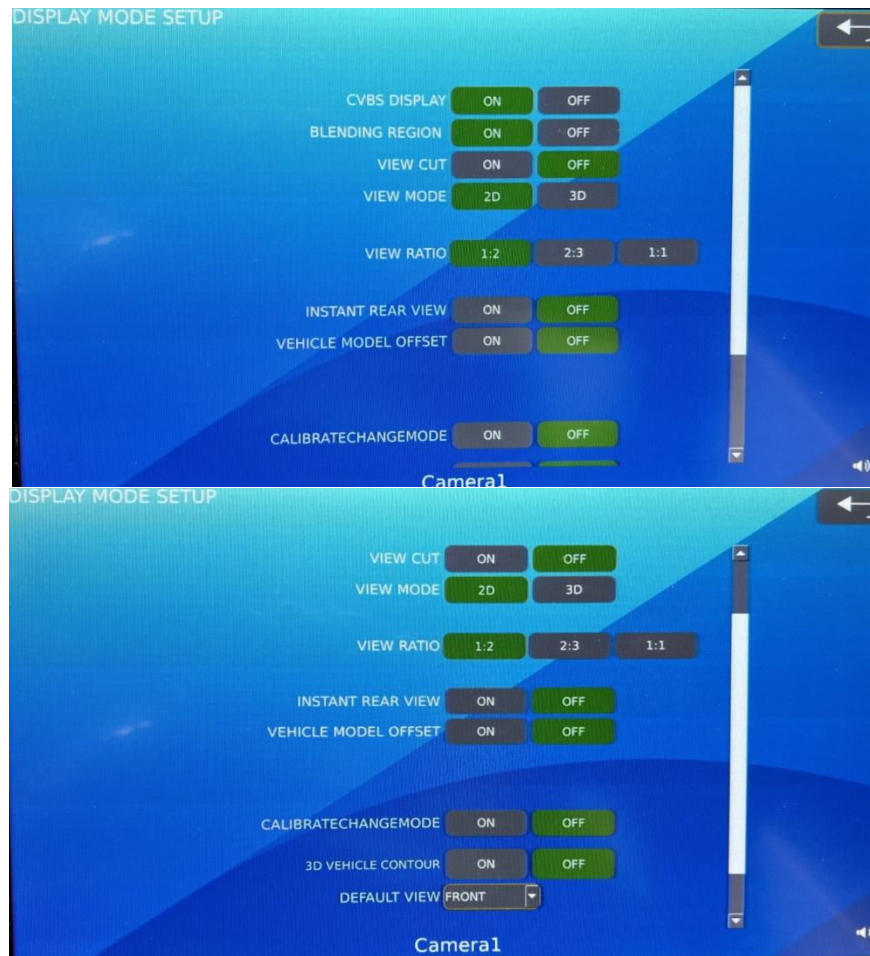 DISPLAY MODE SETUP
CVBS DISPLAY ON OFF
BLENDING REGION ON OFF
VIEW CUT ON OFF
VIEW MODE 2D 3D
VIEW RATIO 1:2 2:3 1:1
INSTANT REAR VIEW ON OFF
VEHICLE MODEL OFFSET ON OFF
CALIBRATECHANGEMODE ON OFF
Camera1
DISPLAY MODE SETUP
VIEW CUT ON OFF
VIEW MODE 2D 3D
VIEW RATIO 1:2 2:3 1:1
INSTANT REAR VIEW ON OFF
VEHICLE MODEL OFFSET ON OFF
CALIBRATECHANGEMODE ON OFF
3D VEHICLE CONTOUR ON OFF
DEFAULT VIEW FRONT
Camera1